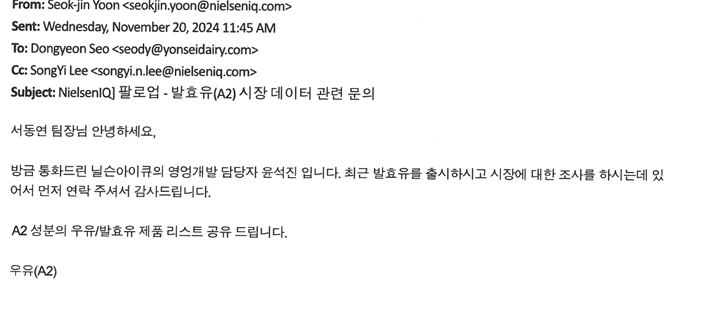 From: Seok-jin Yoon <seokjin.yoon@nielseniq.com>
Sent: Wednesday, November 20, 2024 11:45 AM
To: Dongyeon Seo <seody@yonseidairy.com>
Cc: SongYi Lee <songyi.n.lee@nielseniq.com>
Subject: NielsenIQ] 팔로업 - 발효유(A2) 시장 데이터 관련 문의
서동연 팀장님 안녕하세요,
방금 통화드린 닐슨아이큐의 영엉개발 담당자 윤석진 입니다. 최근 발효유를 출시하시고 시장에 대한 조사를 하시는데 있
어서 먼저 연락 주셔서 감사드립니다.
A2 성분의 우유/발효유 제품 리스트 공유 드립니다.
우유(A2)